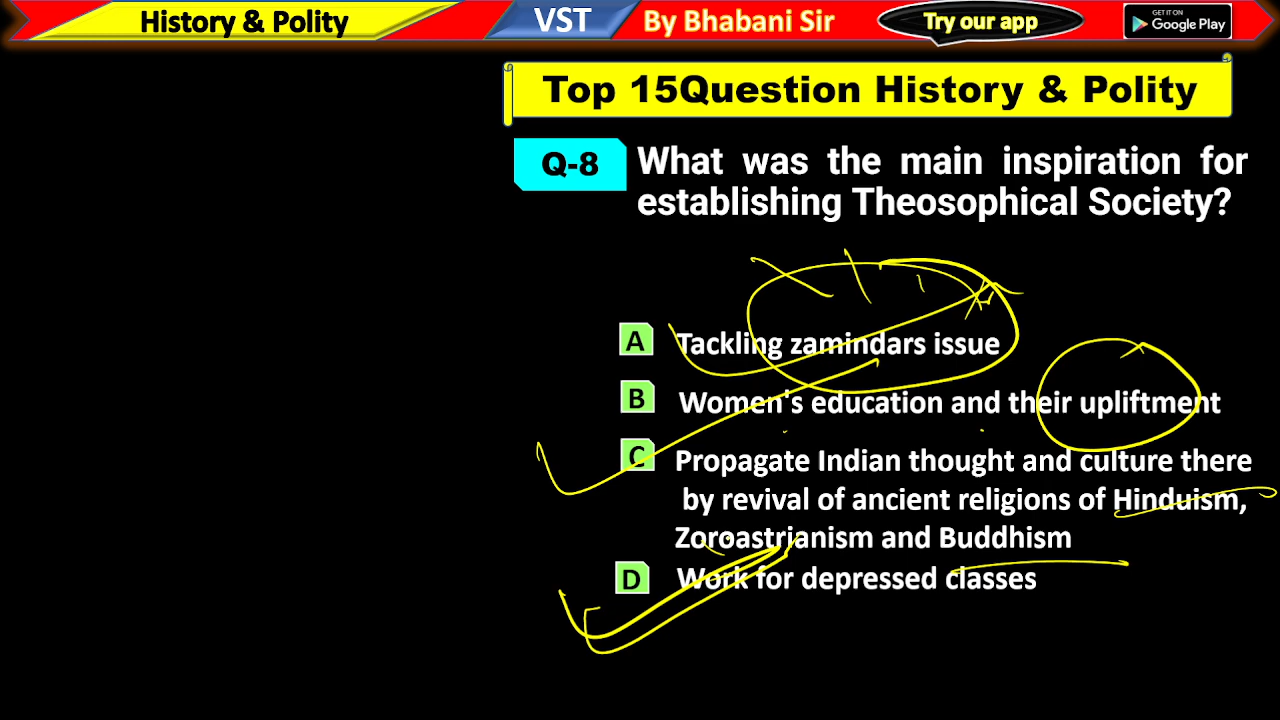 History & Polity
VST
By Bhabani Sir
Try our app
GET IT ON
Google Play
Top 15Question History & Polity
Q-8
What was the main inspiration for
establishing Theosophical Society?
A Tackling zamindars issue
B Women's education and their upliftment
C Propagate Indian thought and culture there
by revival of ancient religions of Hinduism,
Zoroastrianism and Buddhism
D Work for depressed classes